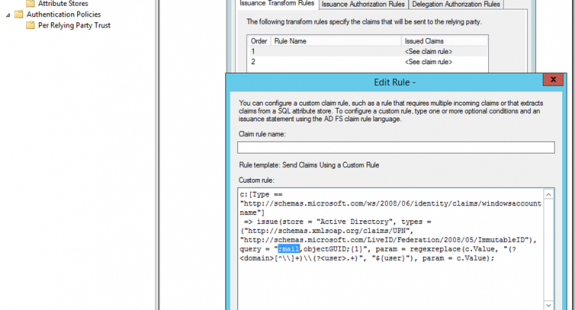 Attribute Stores
Authentication Policies
Per Relying Party Trust
Issuance Transform Rules
Issuance Authorization Rules
Delegation Authorization Rules
The following transform rules specify the claims that will be sent to the relying party.
Order Rule Name Issued Claims
1 <See claim rule>
2 <See claim rule>
Edit Rule -
x
You can configure a custom claim rule, such as a rule that requires multiple incoming claims or that extracts
claims from a SQL attribute store. To configure a custom rule, type one or more optional conditions and an
issuance statement using the AD FS claim rule language.
Claim rule name:
Rule template: Send Claims Using a Custom Rule
Custom rule:
c:[Type ==
"http://schemas.microsoft.com/ws/2008/06/identity/claims/windowsaccount
name"]
=> issue(store = "Active Directory", types =
("http://schemas.xmlsoap.org/claims/UPN",
"http://schemas.microsoft.com/LiveID/Federation/2008/05/ImmutableID"),
query = "mail,objectGUID;{1}", param = regexreplace(c.Value, "(?
<domain>[^\\]+)\\(?<user>.+)", "${user}"), param = c.Value);